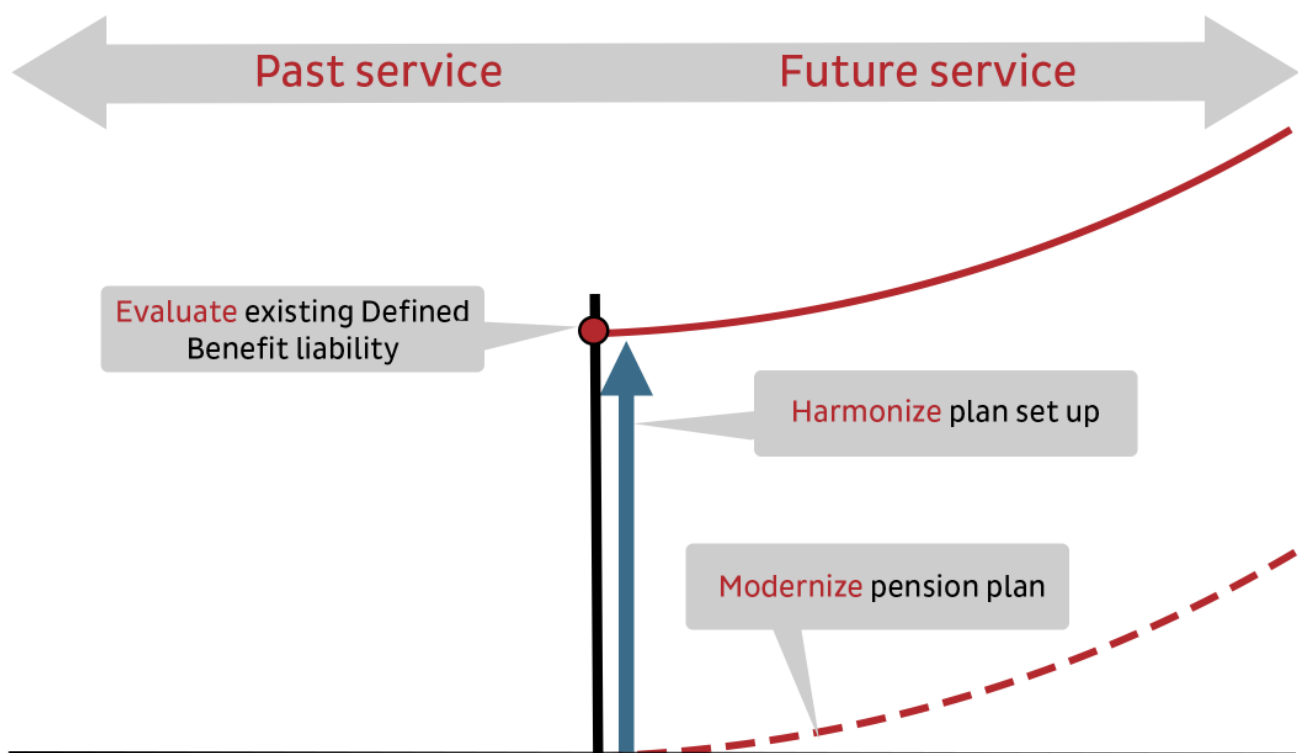 Past service
Future service
Evaluate existing Defined
Benefit liability
Harmonize plan set up
Modernize pension plan